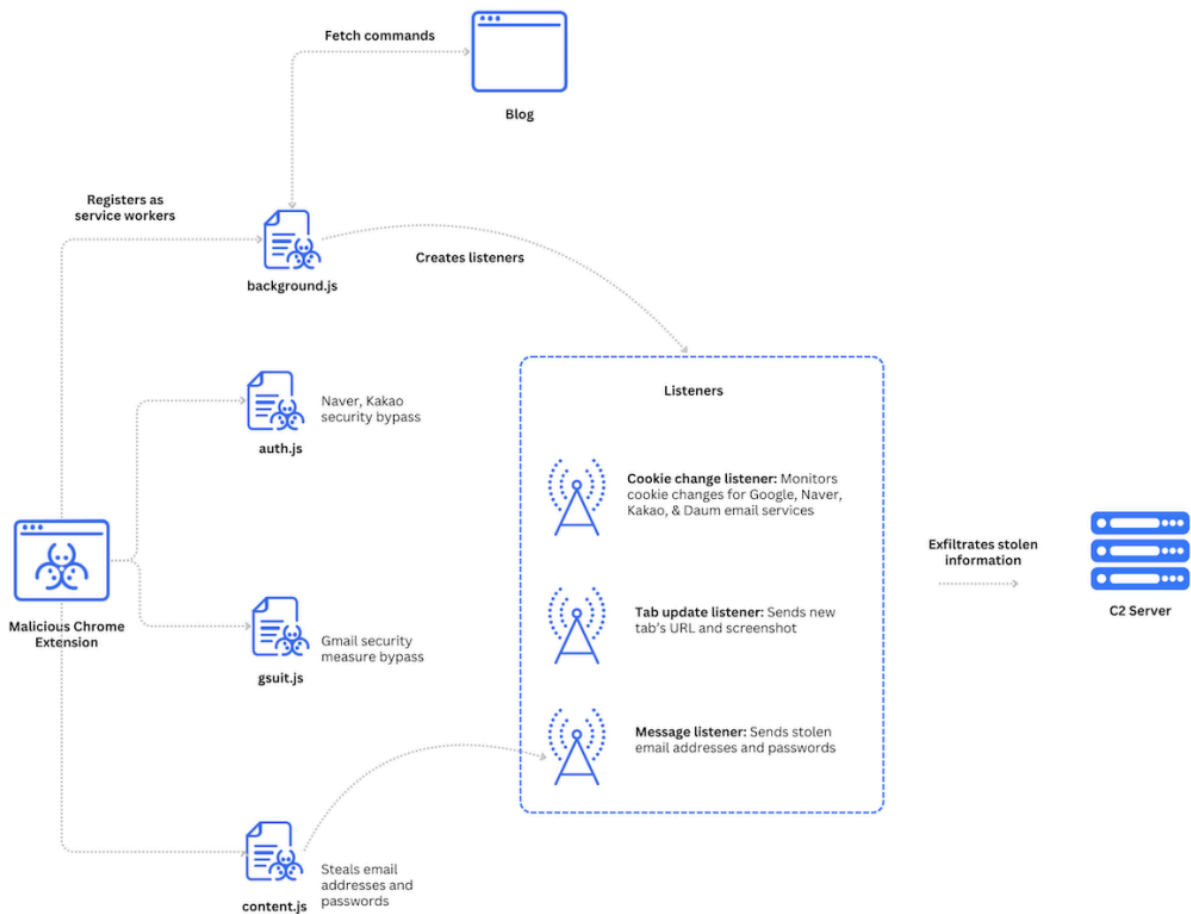 Fetch commands
Blog
Registers as
service workers
background.js
Creates listeners
Listeners
Naver, Kakao
security bypass
auth.js
Cookie change listener: Monitors
cookie changes for Google, Naver,
Kakao, & Daum email services
Exfiltrates stolen
information
C2 Server
Malicious Chrome
Extension
Tab update listener: Sends new
tab's URL and screenshot
Gmail security
measure bypass
gsuit.js
Message listener: Sends stolen
email addresses and passwords
Steals email
addresses and
passwords
content.js